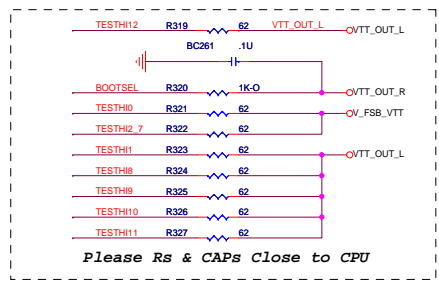 TESTHI12 R319 62 VTT_OUT_L VTT_OUT_L
BC261 .1U
BOOTSEL R320 1K-O VTT_OUT_R
TESTHI0 R321 62 V_FSB_VTT
TESTHI2_7 R322 62
TESTHI1 R323 62 VTT_OUT_L
TESTHI8 R324 62
TESTHI9 R325 62
TESTHI10 R326 62
TESTHI11 R327 62
Please Rs & CAPs Close to CPU